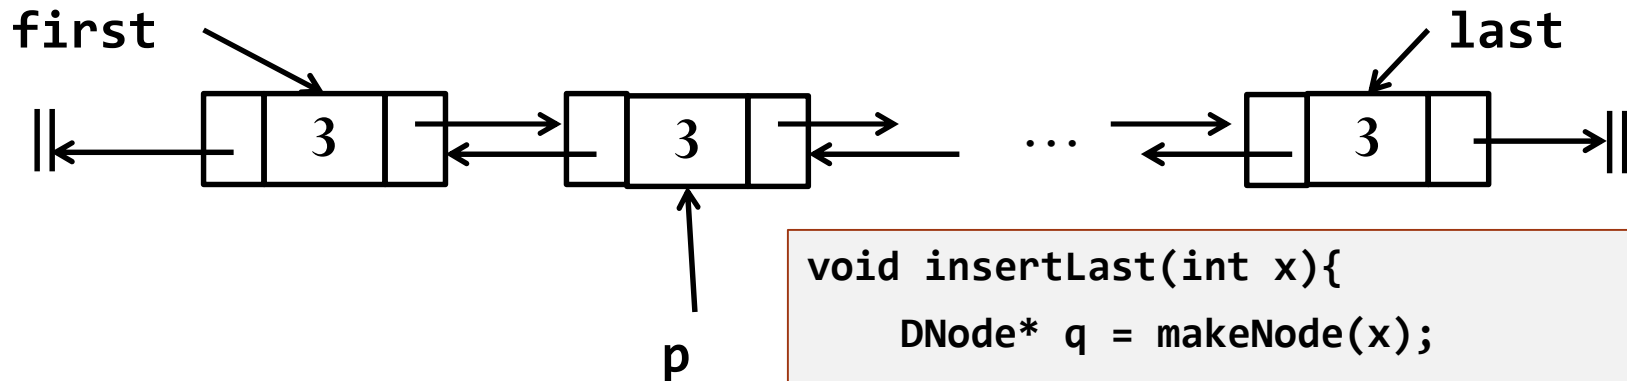 first last
3 3 ... 3
void insertLast(int x){
DNode* q = makeNode(x);
p